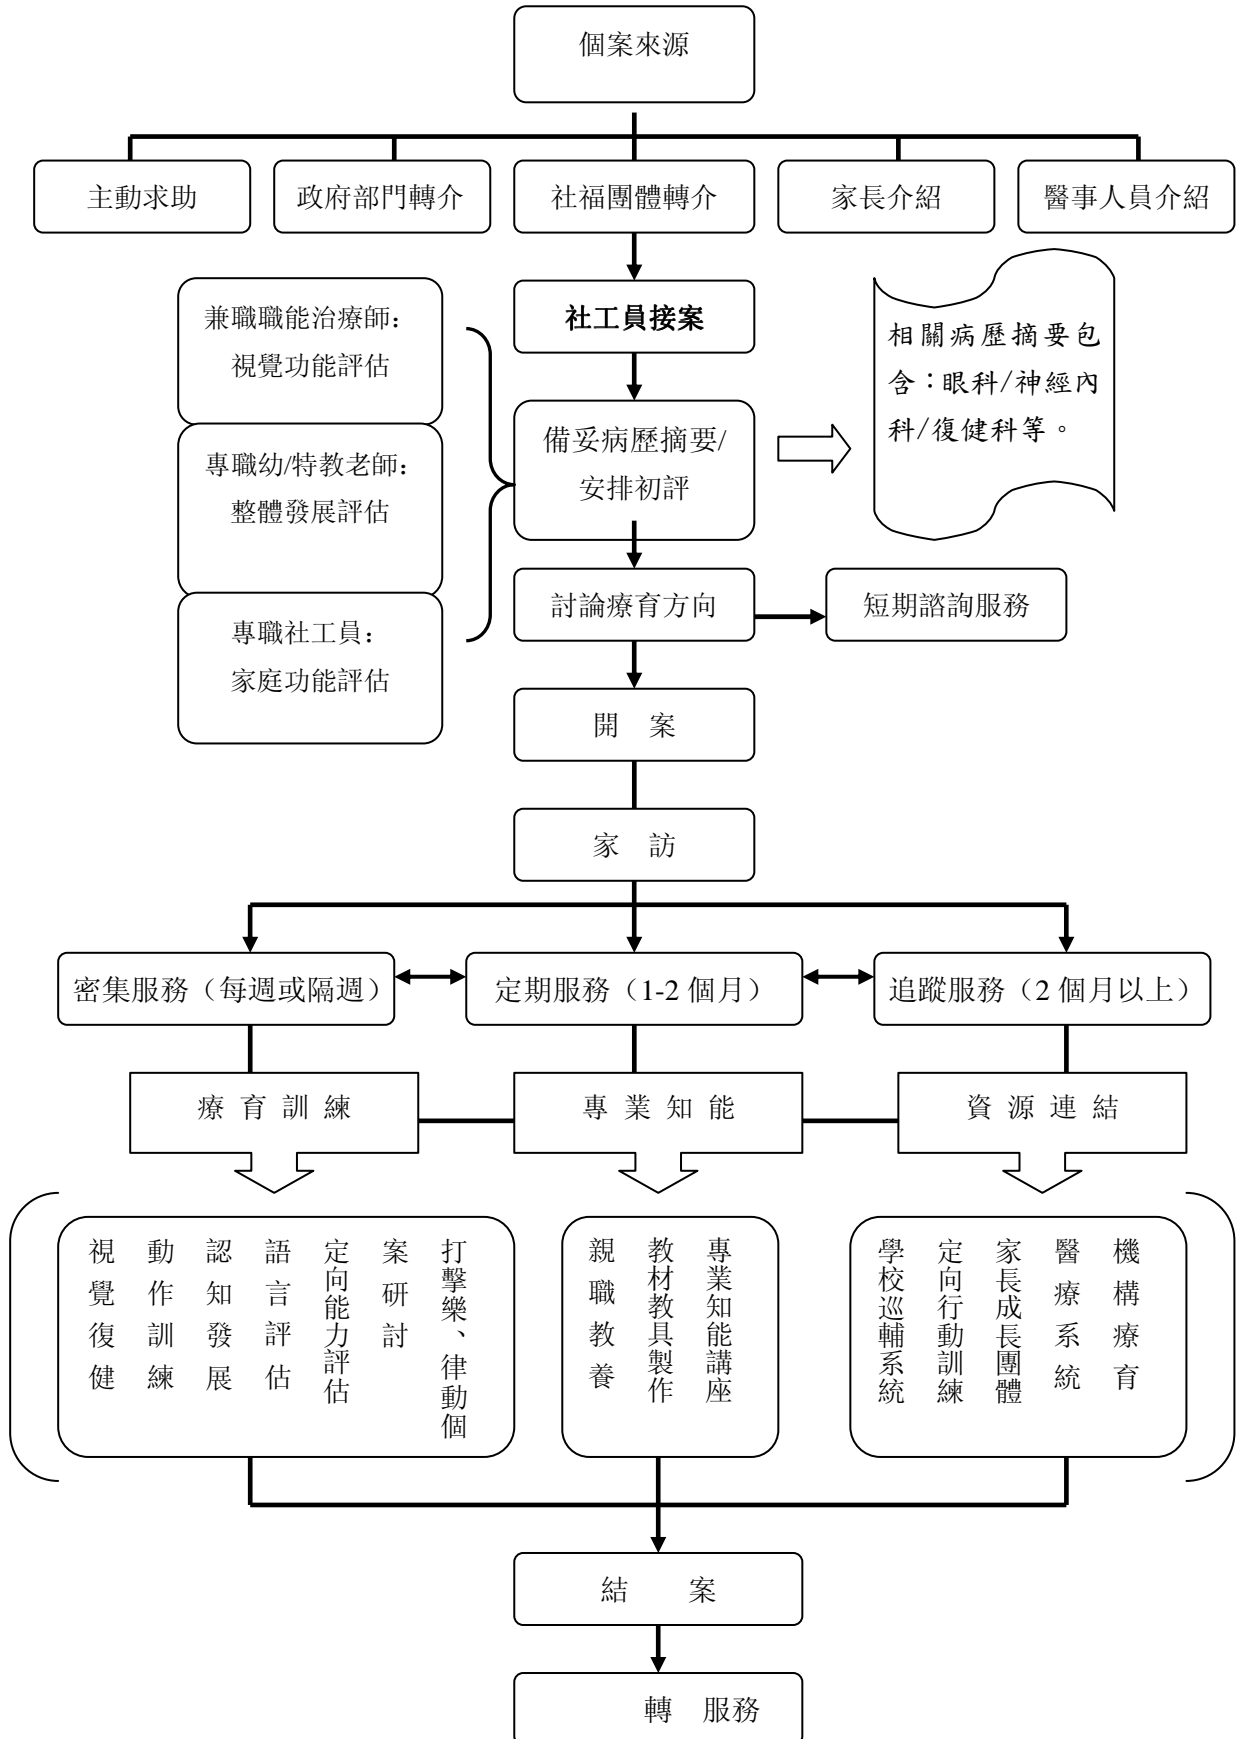 個案來源
主動求助
政府部門轉介
社福團體轉介
家長介紹
醫事人員介紹
社工員接案
兼職職能治療師：
視覺功能評估
專職幼/特教老師：
整體發展評估
專職社工員：
家庭功能評估
備妥病歷摘要/
安排初評
相關病歷摘要包
含：眼科/神經內
科/復健科等。
討論療育方向
短期諮詢服務
開　案
家　訪
密集服務（每週或隔週）
定期服務（1-2 個月）
追蹤服務（2 個月以上）
療 育 訓 練
專 業 知 能
資 源 連 結
視覺復健
動作訓練
認知發展
語言評估
定向能力評估
案研討
打擊樂、律動個
親職教養
教材教具製作
專業知能講座
學校巡輔系統
定向行動訓練
家長成長團體
醫療系統
機構療育
結　　案
轉　服務